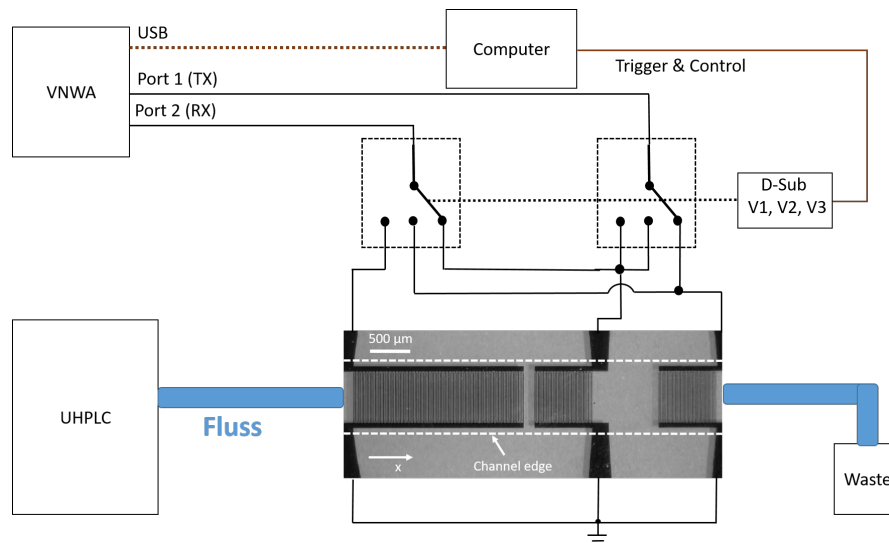 USB
Computer
VNWA
Port 1 (TX)
Trigger & Control
Port 2 (RX)
D-Sub
V1, V2, V3
500 µm
UHPLC
Fluss
x
Channel edge
Waste